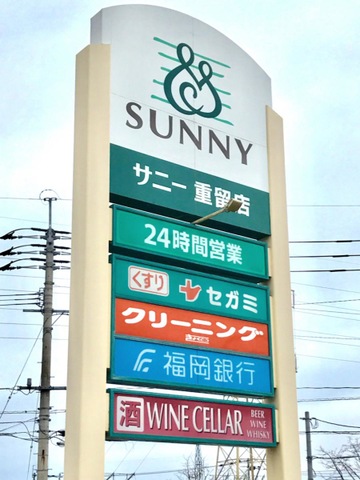 SUNNY
サニー 重留店
24時間営業
くすり セガミ
クリーニング
福岡銀行
酒 WINE CELLAR BEER
WINE
WHISKY